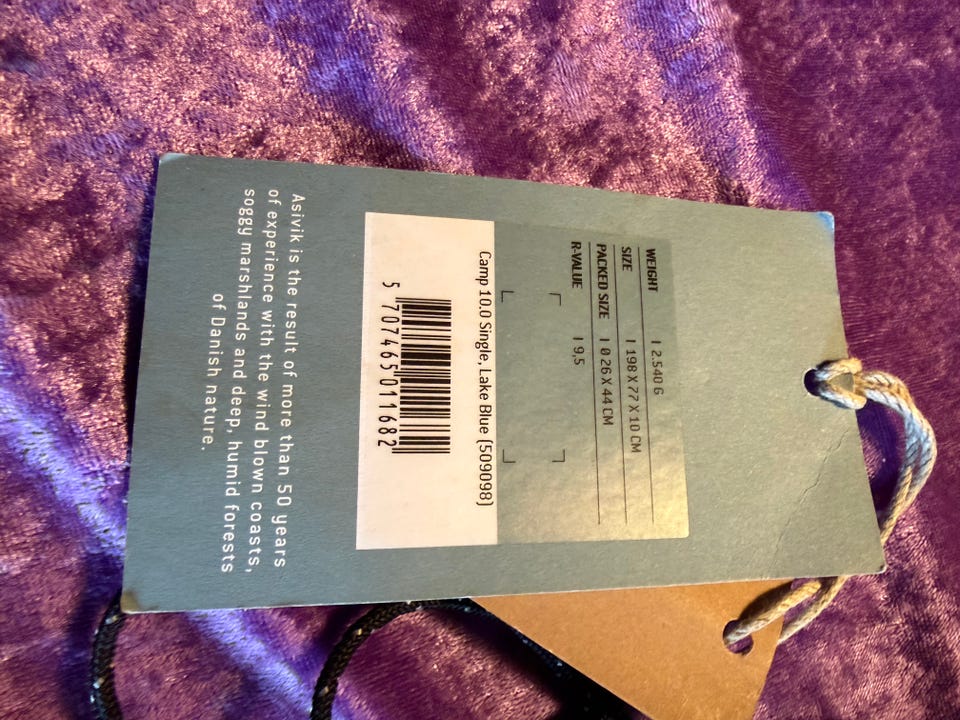 WEIGHT | 2.540 G
SIZE | 198 X 77 X 10 CM
PACKED SIZE | Ø 26 X 44 CM
R-VALUE | 9,5
Camp 10.0 Single, Lake Blue (509098)
5 707465 011682
Asivik is the result of more than 50 years
of experience with the wind blown coasts,
soggy marshlands and deep, humid forests
of Danish nature.